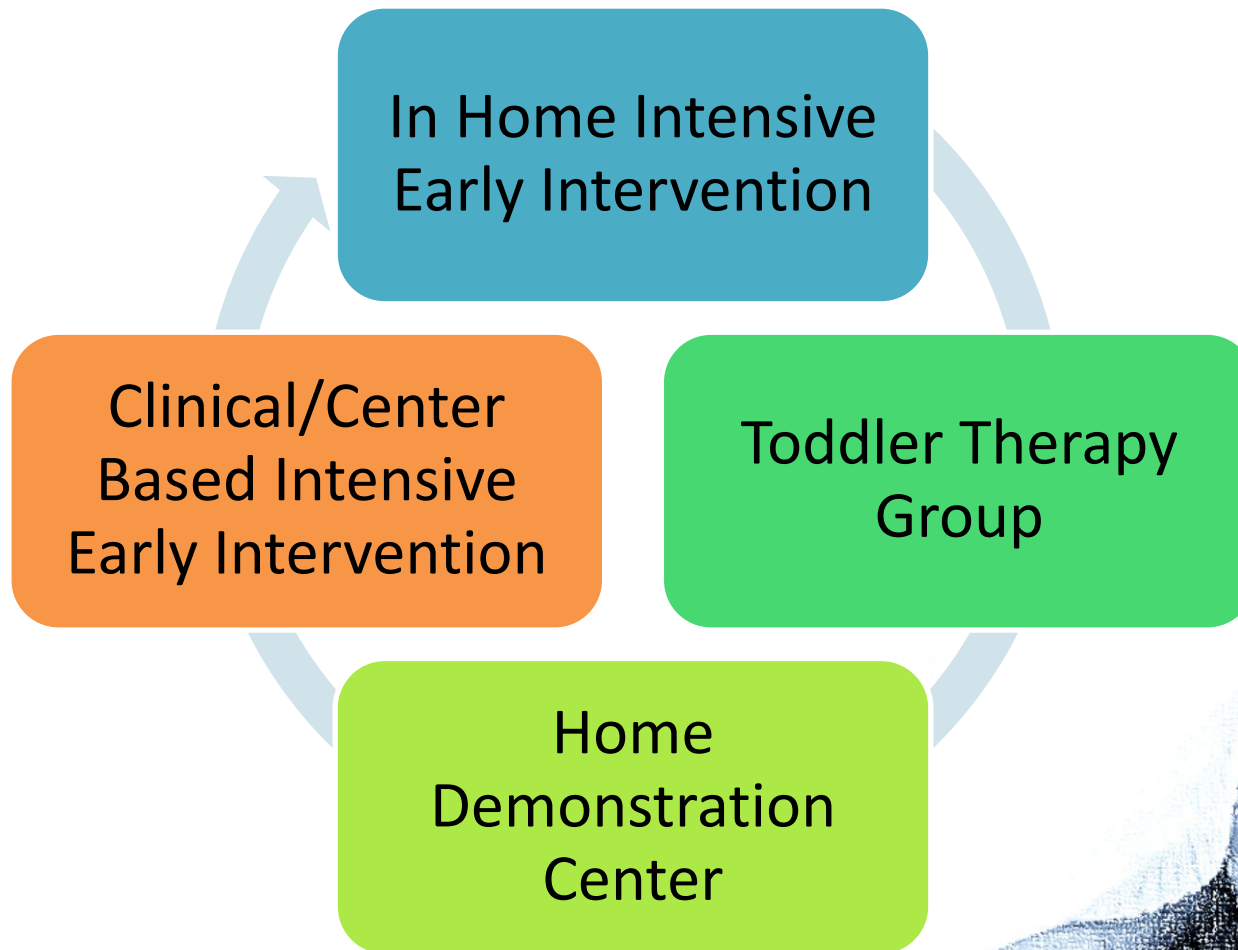 In Home Intensive
Early Intervention
Toddler Therapy
Group
Home
Demonstration
Center
Clinical/Center
Based Intensive
Early Intervention